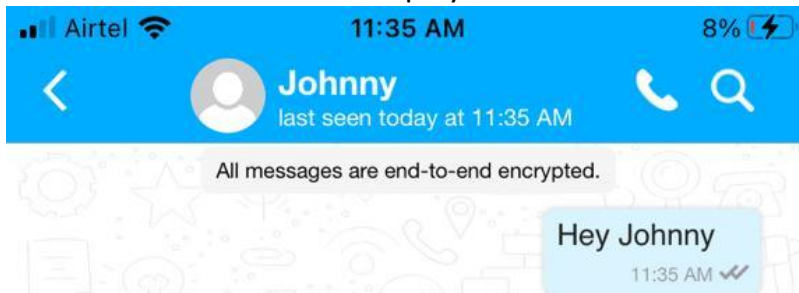 Airtel 11:35 AM 8%
Johnny
last seen today at 11:35 AM
All messages are end-to-end encrypted.
Hey Johnny
11:35 AM